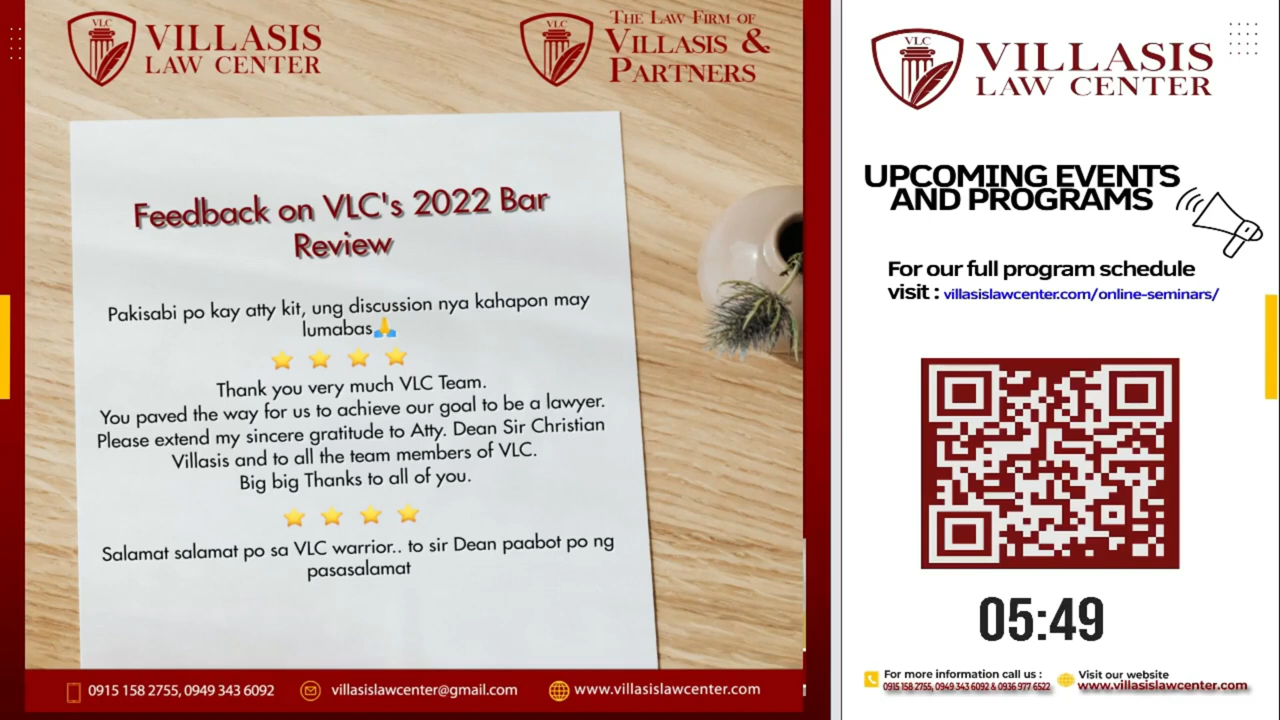 VLC
VILLASIS
LAW CENTER
VLC
THE LAW FIRM OF
VILLASIS &
PARTNERS
Feedback on VLC's 2022 Bar
Review
Pakisabi po kay atty kit, ung discussion nya kahapon may
lumabas🙏
⭐ ⭐ ⭐ ⭐
Thank you very much VLC Team.
You paved the way for us to achieve our goal to be a lawyer.
Please extend my sincere gratitude to Atty. Dean Sir Christian
Villasis and to all the team members of VLC.
Big big Thanks to all of you.
⭐ ⭐ ⭐ ⭐
Salamat salamat po sa VLC warrior.. to sir Dean paabot po ng
pasasalamat
0915 158 2755, 0949 343 6092
villasislawcenter@gmail.com
www.villasislawcenter.com
VLC
VILLASIS
LAW CENTER
UPCOMING EVENTS
AND PROGRAMS
For our full program schedule
visit : villasislawcenter.com/online-seminars/
05:49
For more information call us :
0915 158 2755, 0949 343 6092 & 0936 977 6522
Visit our website
www.villasislawcenter.com